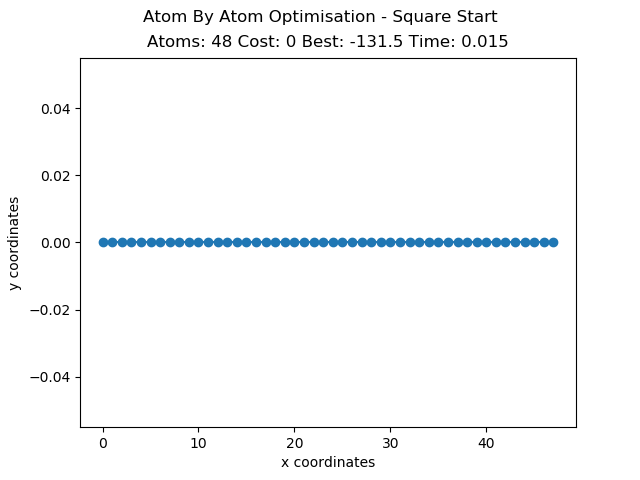 Atom By Atom Optimisation - Square Start
Atoms: 48 Cost: 0 Best: -131.5 Time: 0.015
0.04
0.02
0.00
−0.02
−0.04
y coordinates
0 10 20 30 40
x coordinates